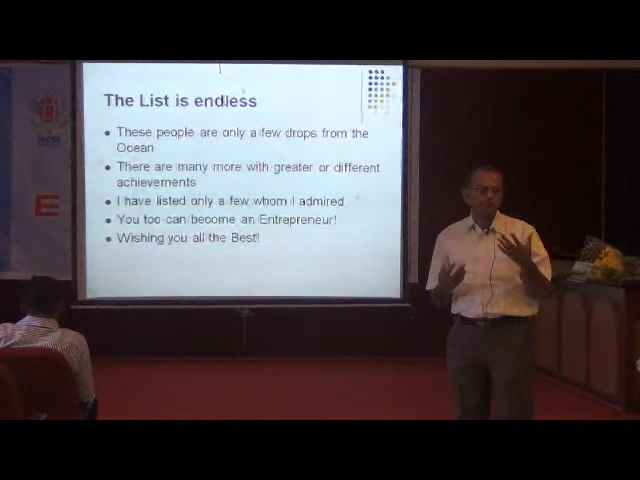 The List is endless
These people are only a few drops from the
Ocean
There are many more with greater or different
achievements
I have listed only a few whom I admired
You too can become an Entrepreneur!
Wishing you all the Best!
E